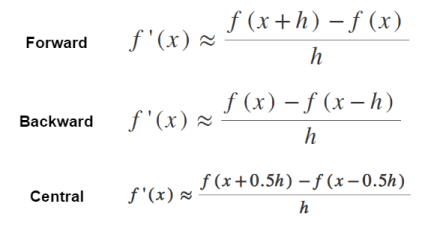 Forward f '(x) ≈ f (x+h) − f (x) / h
Backward f '(x) ≈ f (x) − f (x−h) / h
Central f '(x) ≈ f (x+0.5h) − f (x−0.5h) / h